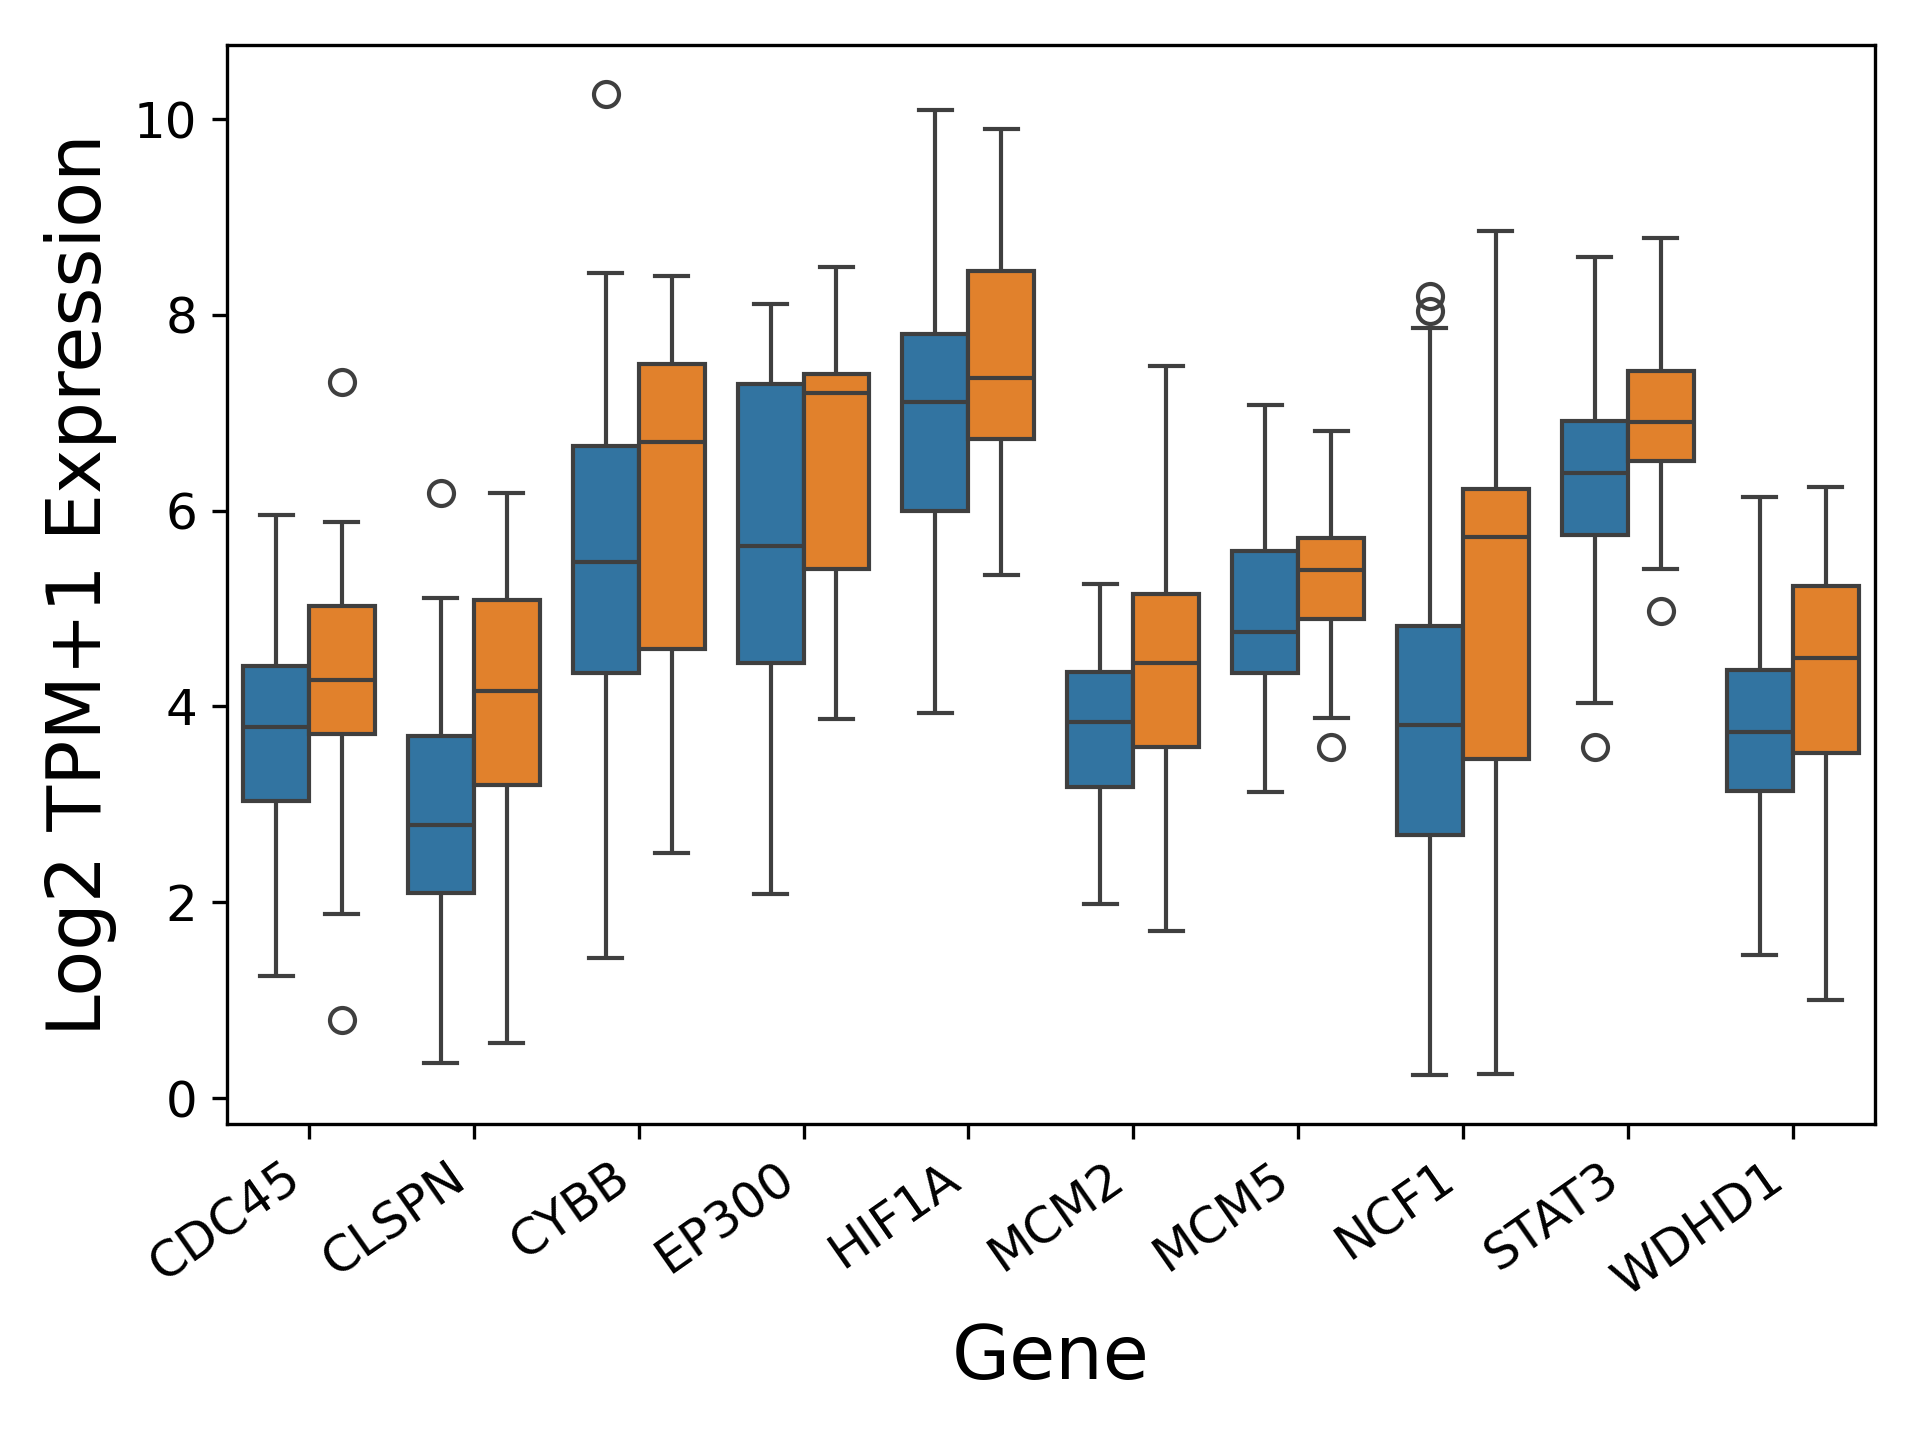 Log2 TPM+1 Expression
10
8
6
4
2
0
CDC45
CLSPN
CYBB
EP300
HIF1A
MCM2
MCM5
NCF1
STAT3
WDHD1
Gene